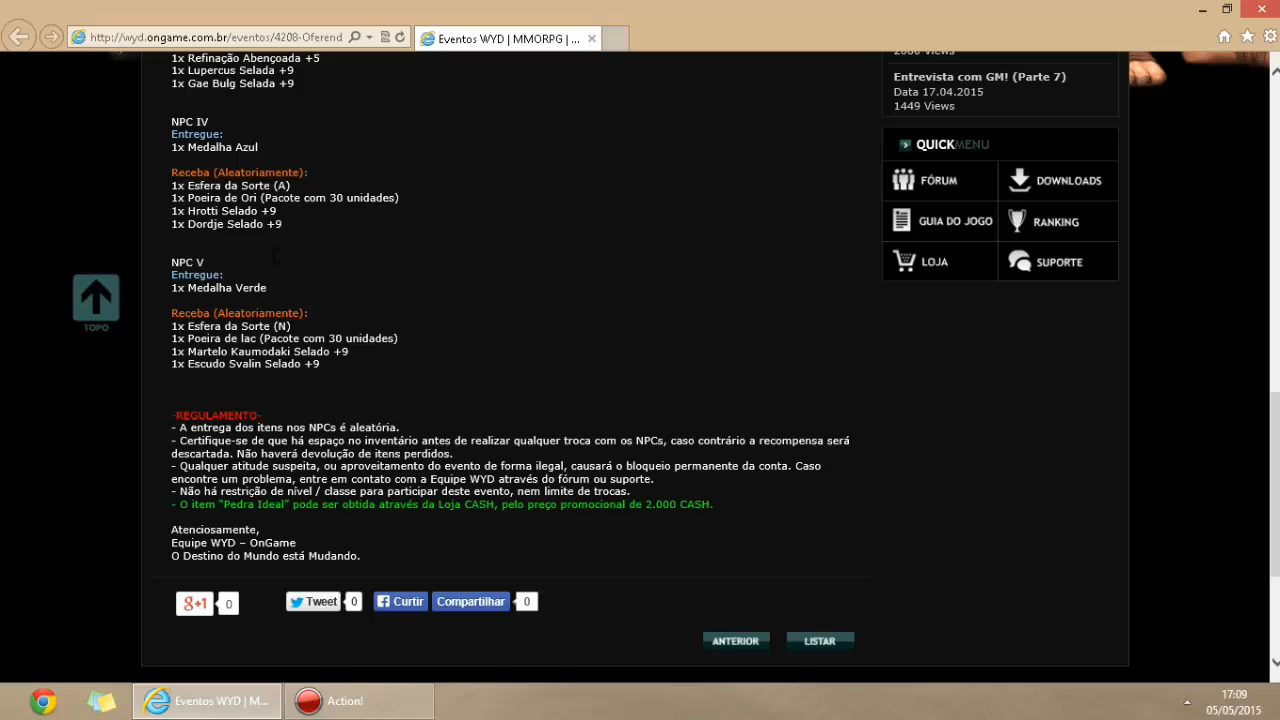 http://wyd.ongame.com.br/eventos/4208-Oferend
Eventos WYD | MMORPG | ...
1x Refinação Abençoada +5
1x Lupercus Selada +9
1x Gae Bulg Selada +9
NPC IV
Entregue:
1x Medalha Azul
Receba (Aleatoriamente):
1x Esfera da Sorte (A)
1x Poeira de Ori (Pacote com 30 unidades)
1x Hrotti Selado +9
1x Dordje Selado +9
NPC V
Entregue:
1x Medalha Verde
Receba (Aleatoriamente):
1x Esfera da Sorte (N)
1x Poeira de lac (Pacote com 30 unidades)
1x Martelo Kaumodaki Selado +9
1x Escudo Svalin Selado +9
-REGULAMENTO-
- A entrega dos itens nos NPCs é aleatória.
- Certifique-se de que há espaço no inventário antes de realizar qualquer troca com os NPCs, caso contrário a recompensa será
descartada. Não haverá devolução de itens perdidos.
- Qualquer atitude suspeita, ou aproveitamento do evento de forma ilegal, causará o bloqueio permanente da conta. Caso
encontre um problema, entre em contato com a Equipe WYD através do fórum ou suporte.
- Não há restrição de nível / classe para participar deste evento, nem limite de trocas.
- O item “Pedra Ideal” pode ser obtida através da Loja CASH, pelo preço promocional de 2.000 CASH.
Atenciosamente,
Equipe WYD – OnGame
O Destino do Mundo está Mudando.
g+1 0
Tweet 0
Curtir
Compartilhar 0
ANTERIOR
LISTAR
TOPO
Views
Entrevista com GM! (Parte 7)
Data 17.04.2015
1449 Views
QUICKMENU
FÓRUM
DOWNLOADS
GUIA DO JOGO
RANKING
LOJA
SUPORTE
Eventos WYD | M...
Action!
17:09
05/05/2015